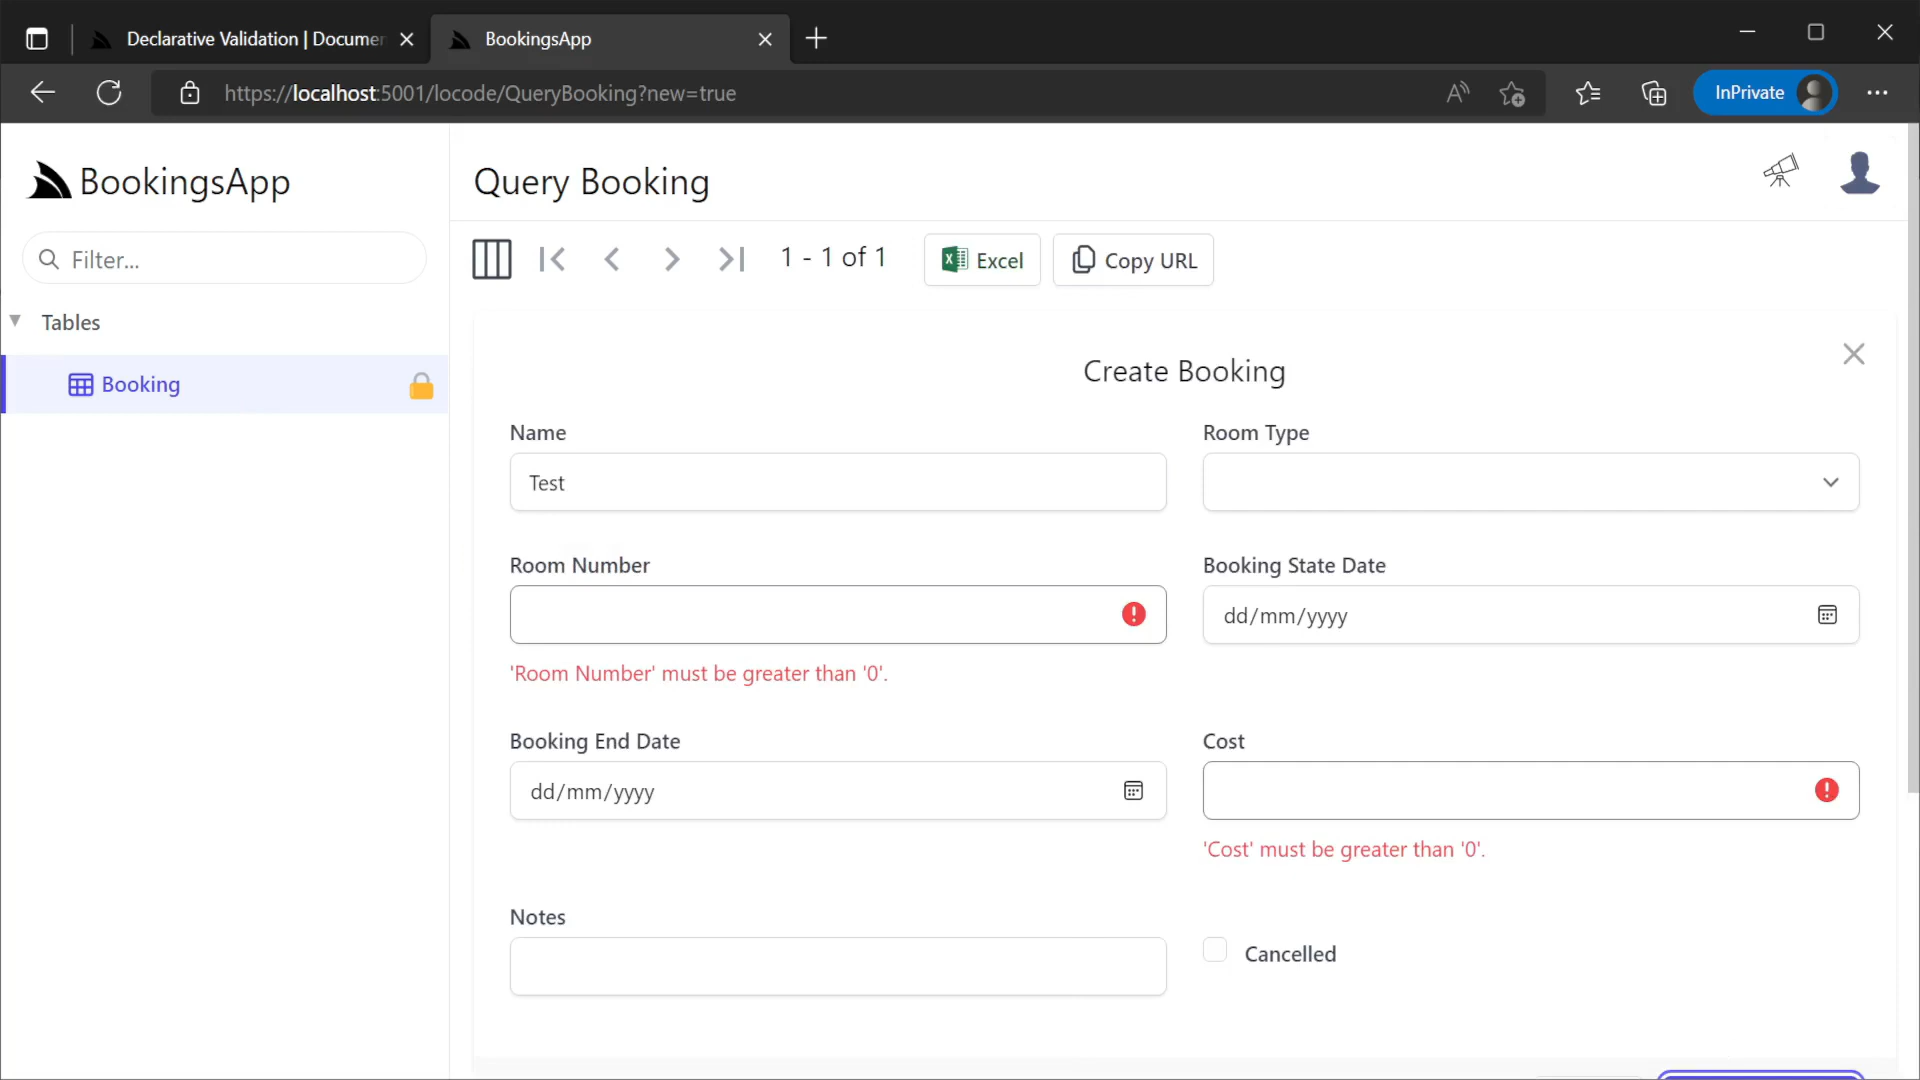 Declarative Validation | Documen
BookingsApp
https://localhost:5001/locode/QueryBooking?new=true
InPrivate
BookingsApp
Query Booking
Filter...
1 - 1 of 1
Excel
Copy URL
Tables
Booking
Create Booking
Name
Room Type
Test
Room Number
Booking State Date
dd/mm/yyyy
'Room Number' must be greater than '0'.
Booking End Date
Cost
dd/mm/yyyy
'Cost' must be greater than '0'.
Notes
Cancelled